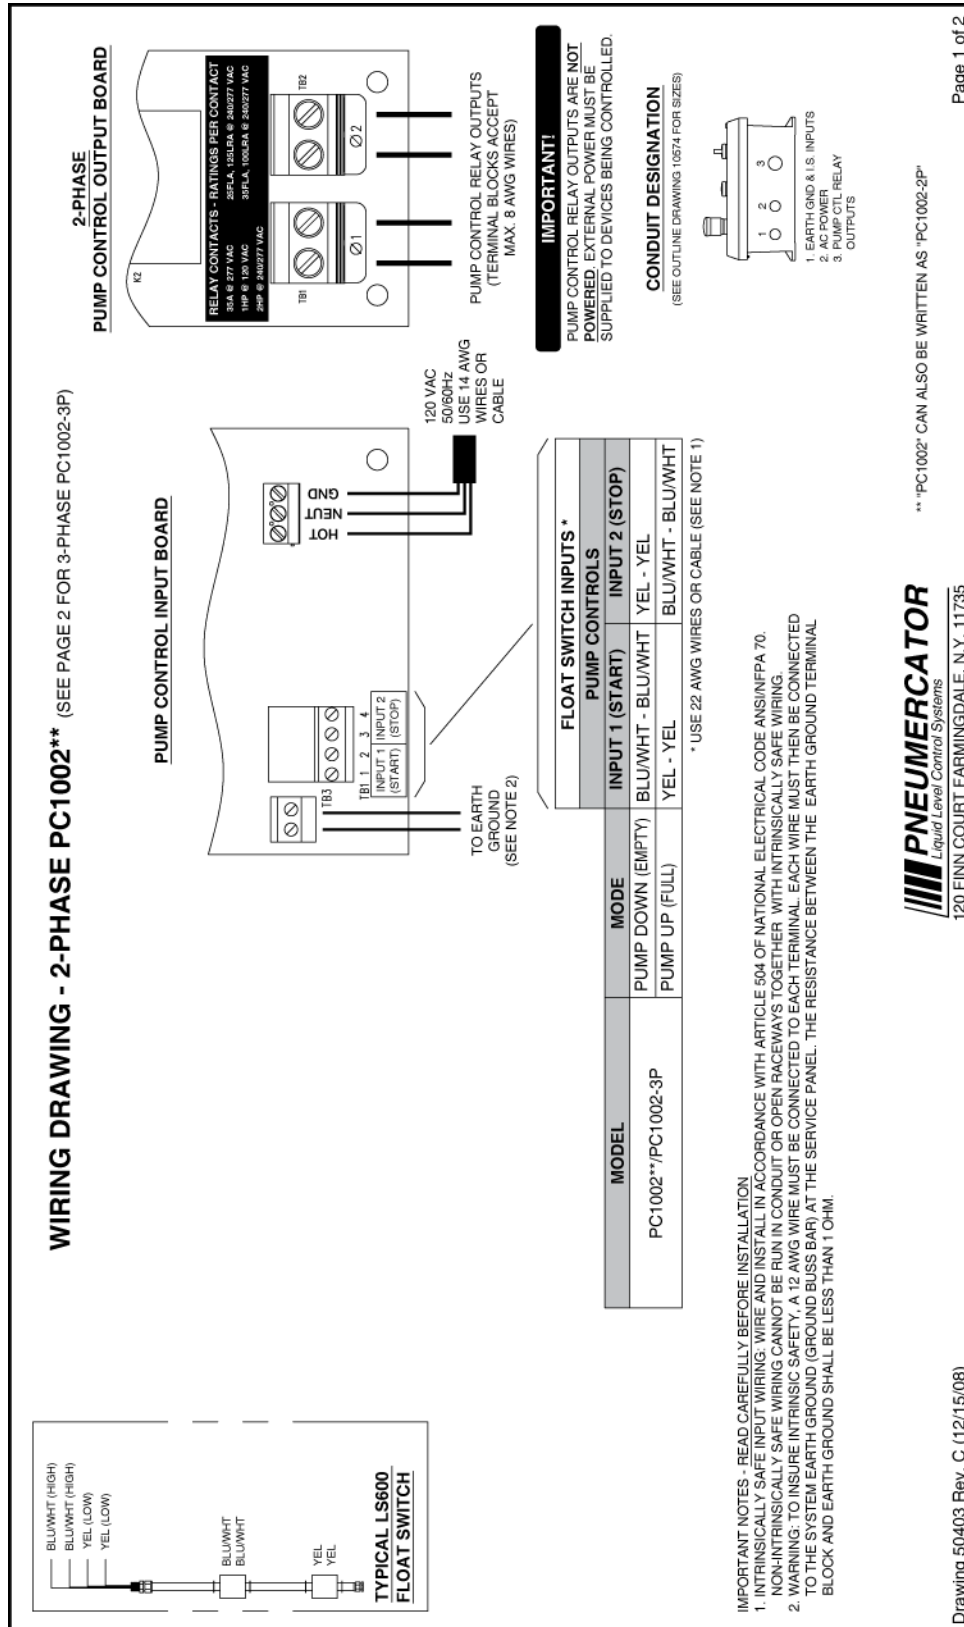 WIRING DRAWING - 2-PHASE PC1002** (SEE PAGE 2 FOR 3-PHASE PC1002-3P)
BLU/WHT (HIGH)
BLU/WHT (HIGH)
YEL (LOW)
YEL (LOW)
BLU/WHT
BLU/WHT
YEL
YEL
TYPICAL LS600
FLOAT SWITCH
PUMP CONTROL INPUT BOARD
TB3
TB1 1 2 3 4
INPUT 1 INPUT 2
(START) (STOP)
TO EARTH
GROUND
(SEE NOTE 2)
HOT
NEUT
GND
120 VAC
50/60Hz
USE 14 AWG
WIRES OR
CABLE
2-PHASE
PUMP CONTROL OUTPUT BOARD
K2
RELAY CONTACTS - RATINGS PER CONTACT
35A @ 277 VAC 25FLA, 125LRA @ 240/277 VAC
1HP @ 120 VAC 35FLA, 100LRA @ 240/277 VAC
2HP @ 240/277 VAC
TB1
TB2
Ø1
Ø2
PUMP CONTROL RELAY OUTPUTS
(TERMINAL BLOCKS ACCEPT
MAX. 8 AWG WIRES)
IMPORTANT!
PUMP CONTROL RELAY OUTPUTS ARE NOT
POWERED. EXTERNAL POWER MUST BE
SUPPLIED TO DEVICES BEING CONTROLLED.
FLOAT SWITCH INPUTS *
PUMP CONTROLS
MODEL MODE INPUT 1 (START) INPUT 2 (STOP)
PC1002**/PC1002-3P
PUMP DOWN (EMPTY) BLU/WHT - BLU/WHT YEL - YEL
PUMP UP (FULL) YEL - YEL BLU/WHT - BLU/WHT
* USE 22 AWG WIRES OR CABLE (SEE NOTE 1)
CONDUIT DESIGNATION
(SEE OUTLINE DRAWING 10574 FOR SIZES)
1 2 3
1. EARTH GND & I.S. INPUTS
2. AC POWER
3. PUMP CTL RELAY
OUTPUTS
IMPORTANT NOTES - READ CAREFULLY BEFORE INSTALLATION
1. INTRINSICALLY SAFE INPUT WIRING: WIRE AND INSTALL IN ACCORDANCE WITH ARTICLE 504 OF NATIONAL ELECTRICAL CODE ANSI/NFPA 70.
NON-INTRINSICALLY SAFE WIRING CANNOT BE RUN IN CONDUIT OR OPEN RACEWAYS TOGETHER WITH INTRINSICALLY SAFE WIRING.
2. WARNING: TO INSURE INTRINSIC SAFETY, A 12 AWG WIRE MUST BE CONNECTED TO EACH TERMINAL. EACH WIRE MUST THEN BE CONNECTED
TO THE SYSTEM EARTH GROUND (GROUND BUSS BAR) AT THE SERVICE PANEL. THE RESISTANCE BETWEEN THE EARTH GROUND TERMINAL
BLOCK AND EARTH GROUND SHALL BE LESS THAN 1 OHM.
** "PC1002" CAN ALSO BE WRITTEN AS "PC1002-2P"
PNEUMERCATOR
Liquid Level Control Systems
120 FINN COURT FARMINGDALE, N.Y. 11735
Drawing 50403 Rev. C (12/15/08)
Page 1 of 2